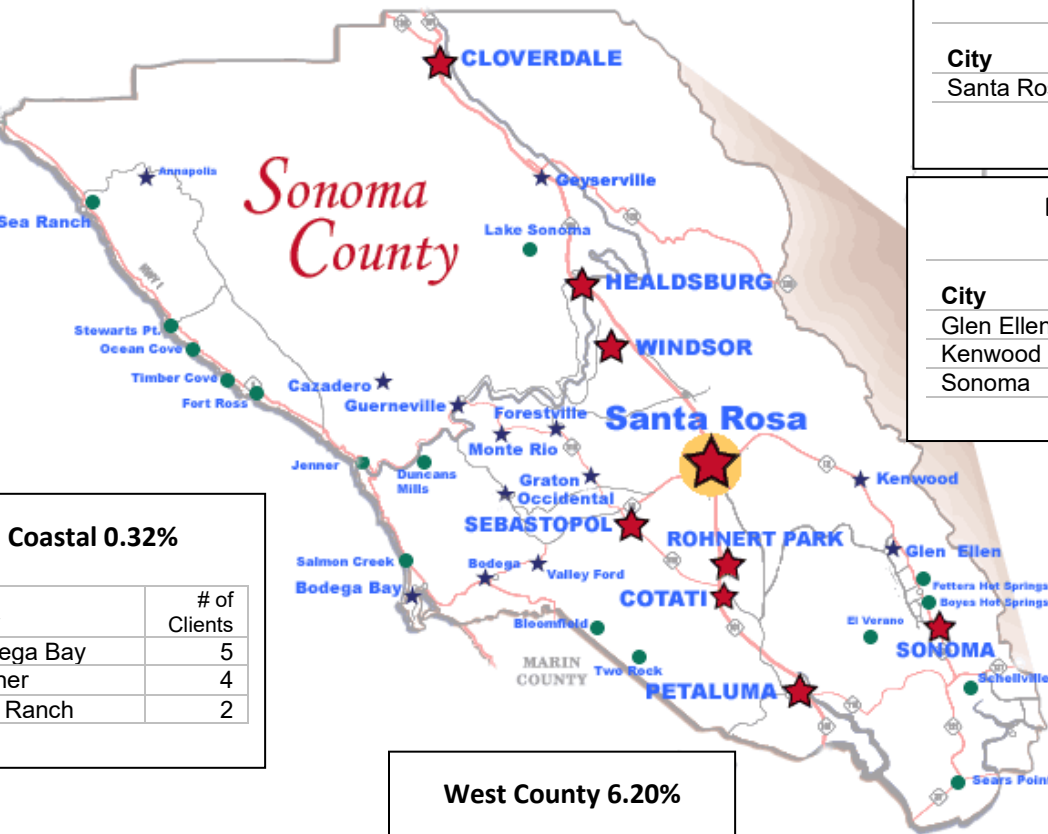 CLOVERDALE
City
Santa Ro
Annapolis
Sonoma
County
Geyserville
Sea Ranch
Lake Sonoma
HEALDSBURG
HWY 1
City
Glen Ellen
Kenwood
Sonoma
Stewarts Pt.
Ocean Cove
WINDSOR
Timber Cove
Cazadero
Fort Ross
Guerneville
Forestville
Santa Rosa
Monte Rio
Jenner
Duncans
Mills
Graton
Kenwood
Occidental
SEBASTOPOL
ROHNERT PARK
Coastal 0.32%
Glen Ellen
Salmon Creek
Bodega
Valley Ford
Fetters Hot Springs
Bodega Bay
COTATI
Boyes Hot Springs
# of
Clients
ega Bay 5
ner 4
Ranch 2
Bloomfield
El Verano
SONOMA
MARIN
COUNTY
Two Rock
PETALUMA
Schellville
Sears Point
West County 6.20%